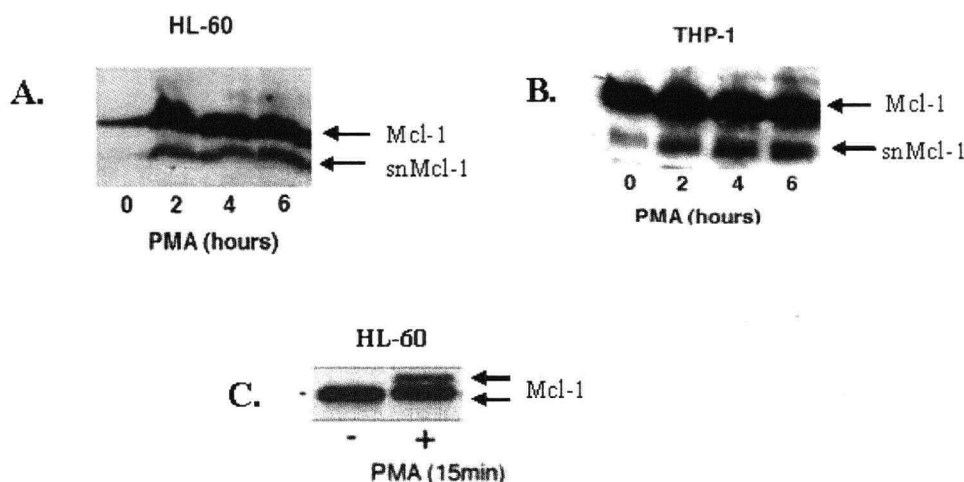 HL-60
A.
Mcl-1
snMcl-1
0 2 4 6
PMA (hours)
THP-1
B.
Mcl-1
snMcl-1
0 2 4 6
PMA (hours)
HL-60
C.
Mcl-1
- +
PMA (15min)